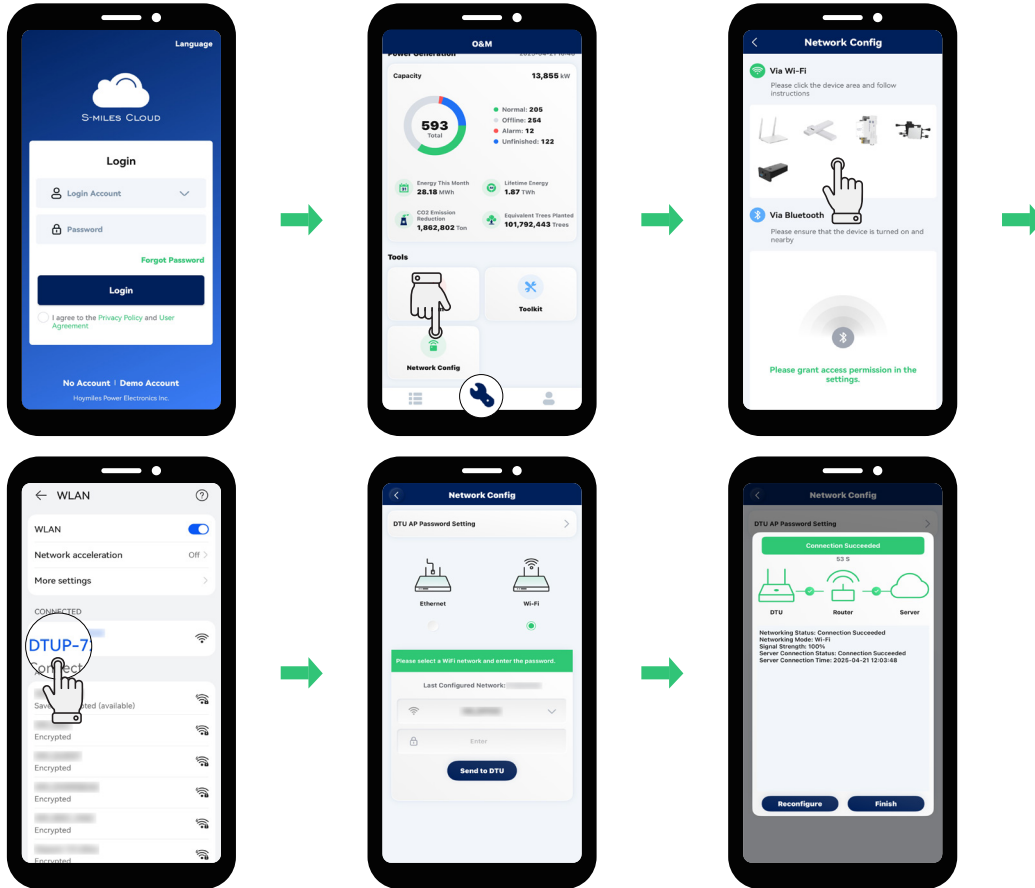 Language
S-MILES CLOUD
Login
Login Account
Password
Forgot Password
Login
I agree to the Privacy Policy and User
Agreement
No Account | Demo Account
Hoymiles Power Electronics Inc.
O&M
Power Generation
Capacity
13,855 kW
593
Total
Normal: 205
Offline: 254
Alarm: 12
Unfinished: 122
Energy This Month
28.18 MWh
Lifetime Energy
1.87 TWh
CO2 Emission
Reduction
1,862,802 Ton
Equivalent Trees Planted
101,792,443 Trees
Tools
Toolkit
Network Config
Network Config
Via Wi-Fi
Please click the device area and follow
instructions
Via Bluetooth
Please ensure that the device is turned on and
nearby
Please grant access permission in the
settings.
WLAN
WLAN
Network acceleration
Off
More settings
CONNECTED
DTUP-7
Connect
(available)
Encrypted
Encrypted
Encrypted
Encrypted
Encrypted
Network Config
DTU AP Password Setting
Ethernet
Wi-Fi
Please select a WiFi network and enter the password.
Last Configured Network:
Enter
Send to DTU
Network Config
DTU AP Password Setting
Connection Succeeded
S3 S
DTU
Router
Server
Networking Status: Connection Succeeded
Networking Mode: Wi-Fi
Signal Strength: 100%
Server Connection Status: Connection Succeeded
Server Connection Time: 2025-04-21 12:03:48
Reconfigure
Finish